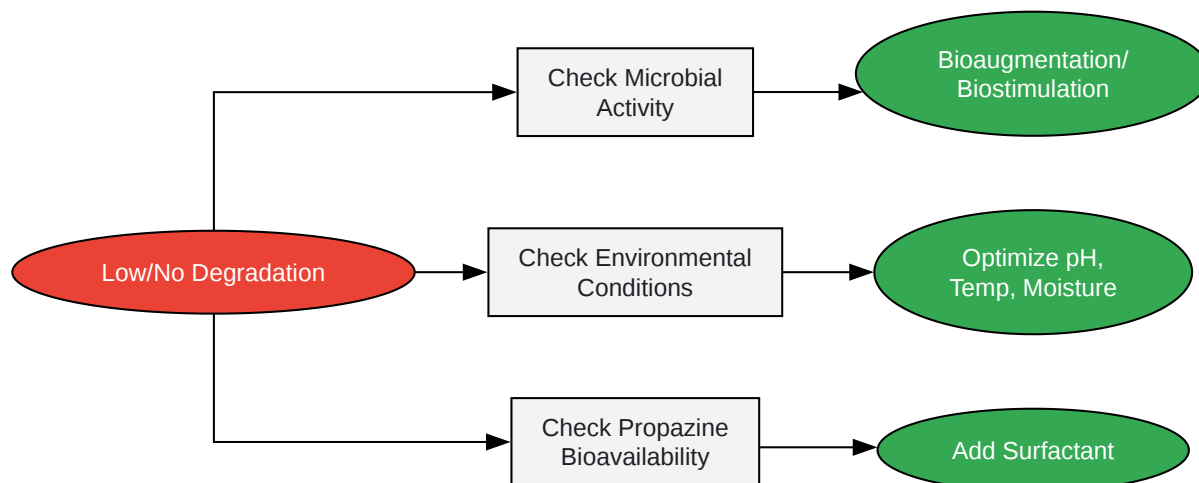 Check Microbial
Activity
Bioaugmentation/
Biostimulation
Low/No Degradation
Check Environmental
Conditions
Optimize pH,
Temp, Moisture
Check Propazine
Bioavailability
Add Surfactant